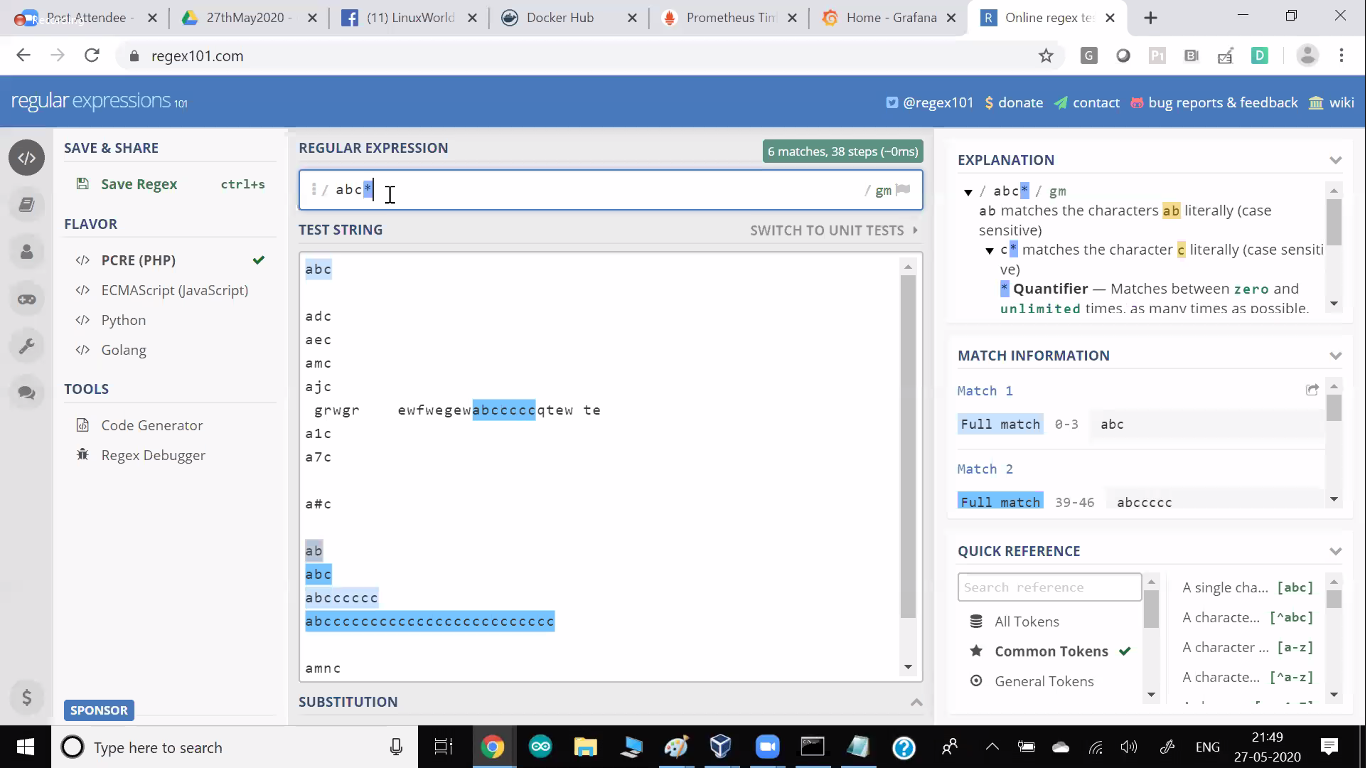 Post Attendee -
27thMay2020 -
(11) LinuxWorld
Docker Hub
Prometheus Tim
Home - Grafana
Online regex te
regex101.com
regular expressions 101
@regex101
$ donate
contact
bug reports & feedback
wiki
SAVE & SHARE
Save Regex ctrl+s
FLAVOR
</> PCRE (PHP)
</> ECMAScript (JavaScript)
</> Python
</> Golang
TOOLS
Code Generator
Regex Debugger
SPONSOR
REGULAR EXPRESSION
6 matches, 38 steps (~0ms)
/ abc* / gm
TEST STRING
SWITCH TO UNIT TESTS
abc
adc
aec
amc
ajc
grwgr ewfwegewabcccccqtew te
a1c
a7c
a#c
ab
abc
abcccccc
abcccccccccccccccccccccccccc
amnc
SUBSTITUTION
EXPLANATION
/ abc* / gm
ab matches the characters ab literally (case
sensitive)
c* matches the character c literally (case sensiti
ve)
* Quantifier — Matches between zero and
unlimited times, as many times as possible,
MATCH INFORMATION
Match 1
Full match 0-3 abc
Match 2
Full match 39-46 abccccc
QUICK REFERENCE
Search reference
All Tokens
Common Tokens
General Tokens
A single cha... [abc]
A characte... [^abc]
A character ... [a-z]
A characte... [^a-z]
Type here to search
ENG
21:49
27-05-2020